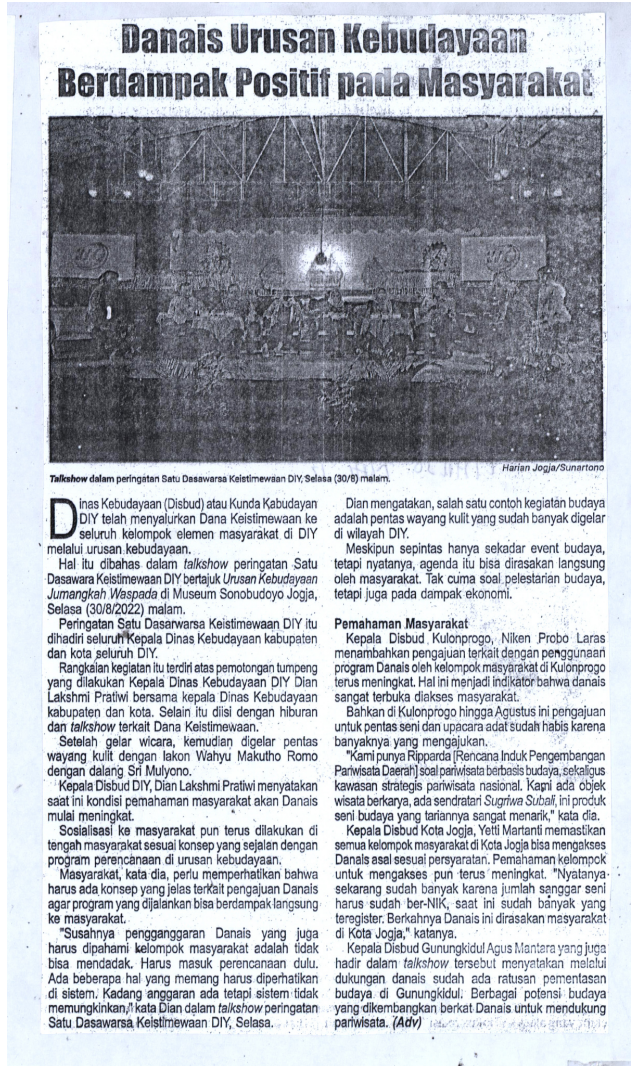 Danais Urusan Kebudayaan
Berdampak Positif pada Masyarakat
Harian Jogja/Sunartono
Talkshow dalam peringatan Satu Dasawarsa Keistimewaan DIY, Selasa (30/8) malam.
Dinas Kebudayaan (Disbud) atau Kunda Kabudayan
DIY telah menyalurkan Dana Keistimewaan ke
seluruh kelompok elemen masyarakat di DIY
melalui urusan kebudayaan.
Hal itu dibahas dalam talkshow peringatan Satu
Dasawara Keistimewaan DIY bertajuk Urusan Kebudayaan
Jumangkah Waspada di Museum Sonobudoyo Jogja,
Selasa (30/8/2022) malam.
Peringatan Satu Dasarwarsa Keistimewaan DIY itu
dihadiri seluruh Kepala Dinas Kebudayaan kabupaten
dan kota seluruh DIY.
Rangkaian kegiatan itu terdiri atas pemotongan tumpeng
yang dilakukan Kepala Dinas Kebudayaan DIY Dian
Lakshmi Pratiwi bersama kepala Dinas Kebudayaan
kabupaten dan kota. Selain itu diisi dengan hiburan
dan talkshow terkait Dana Keistimewaan.
Setelah gelar wicara, kemudian digelar pentas
wayang kulit dengan lakon Wahyu Makutho Romo
dengan dalang Sri Mulyono.
Kepala Disbud DIY, Dian Lakshmi Pratiwi menyatakan
saat ini kondisi pemahaman masyarakat akan Danais
mulai meningkat.
Sosialisasi ke masyarakat pun terus dilakukan di
tengah masyarakat sesuai konsep yang sejalan dengan
program perencanaan di urusan kebudayaan.
Masyarakat, kata dia, perlu memperhatikan bahwa
harus ada konsep yang jelas terkait pengajuan Danais
agar program yang dijalankan bisa berdampak langsung
ke masyarakat.
"Susahnya penggangaran Danais yang juga
harus dipahami kelompok masyarakat adalah tidak
bisa mendadak. Harus masuk perencanaan dulu.
Ada beberapa hal yang memang harus diperhatikan
di sistem. Kadang anggaran ada tetapi sistem tidak
memungkinkan," kata Dian dalam talkshow peringatan
Satu Dasawarsa Keistimewaan DIY, Selasa.
Dian mengatakan, salah satu contoh kegiatan budaya
adalah pentas wayang kulit yang sudah banyak digelar
di wilayah DIY.
Meskipun sepintas hanya sekadar event budaya,
tetapi nyatanya, agenda itu bisa dirasakan langsung
oleh masyarakat. Tak cuma soal pelestarian budaya,
tetapi juga pada dampak ekonomi.
Pemahaman Masyarakat
Kepala Disbud Kulonprogo, Niken Probo Laras
menambahkan pengajuan terkait dengan penggunaan
program Danais oleh kelompok masyarakat di Kulonprogo
terus meningkat. Hal ini menjadi indikator bahwa danais
sangat terbuka diakses masyarakat.
Bahkan di Kulonprogo hingga Agustus ini pengajuan
untuk pentas seni dan upacara adat sudah habis karena
banyaknya yang mengajukan.
"Kami punya Ripparda [Rencana Induk Pengembangan
Pariwisata Daerah] soal pariwisata berbasis budaya, sekaligus
kawasan strategis pariwisata nasional. Kami ada objek
wisata berkarya, ada sendratari Sugriwa Subali, ini produk
seni budaya yang tariannya sangat menarik," kata dia.
Kepala Disbud Kota Jogja, Yetti Martanti memastikan
semua kelompok masyarakat di Kota Jogja bisa mengakses
Danais asal sesuai persyaratan. Pemahaman kelompok
untuk mengakses pun terus meningkat. "Nyatanya
sekarang sudah banyak karena jumlah sanggar seni
harus sudah ber-NIK, saat ini sudah banyak yang
teregister. Berkahnya Danais ini dirasakan masyarakat
di Kota Jogja," katanya.
Kepala Disbud Gunungkidul Agus Mantara yang juga
hadir dalam talkshow tersebut menyatakan melalui
dukungan danais sudah ada ratusan pementasan
budaya di Gunungkidul. Berbagai potensi budaya
yang dikembangkan berkat Danais untuk mendukung
pariwisata. (Adv)